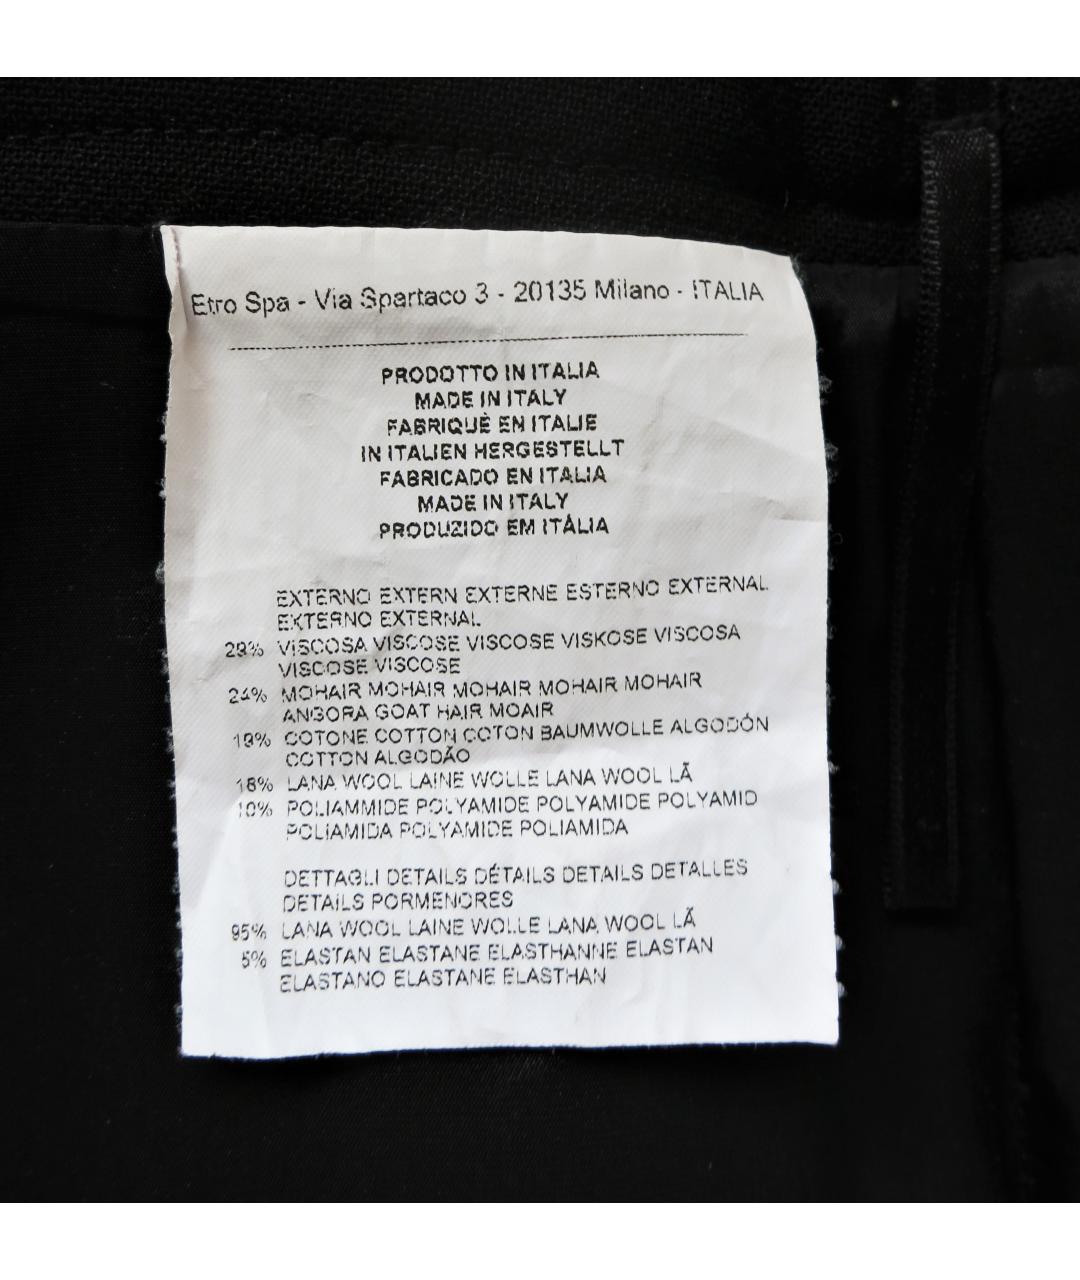 Etro Spa - Via Spartaco 3 - 20135 Milano - ITALIA
PRODOTTO IN ITALIA
MADE IN ITALY
FABRIQUÈ EN ITALIE
IN ITALIEN HERGESTELLT
FABRICADO EN ITALIA
MADE IN ITALY
PRODUZIDO EM ITÁLIA
EXTERNO EXTERN EXTERNE ESTERNO EXTERNAL
EXTERNO EXTERNAL
29% VISCOSA VISCOSE VISCOSE VISKOSE VISCOSA
VISCOSE VISCOSE
24% MOHAIR MOHAIR MOHAIR MOHAIR MOHAIR
ANGORA GOAT HAIR MOAIR
19% COTONE COTTON COTON BAUMWOLLE ALGODÓN
COTTON ALGODÃO
18% LANA WOOL LAINE WOLLE LANA WOOL LÃ
10% POLIAMMIDE POLYAMIDE POLYAMIDE POLYAMID
POLIAMIDA POLYAMIDE POLIAMIDA
DETTAGLI DETAILS DÉTAILS DETAILS DETALLES
DETAILS PORMENORES
95% LANA WOOL LAINE WOLLE LANA WOOL LÃ
5% ELASTAN ELASTANE ELASTHANNE ELASTAN
ELASTANO ELASTANE ELASTHAN